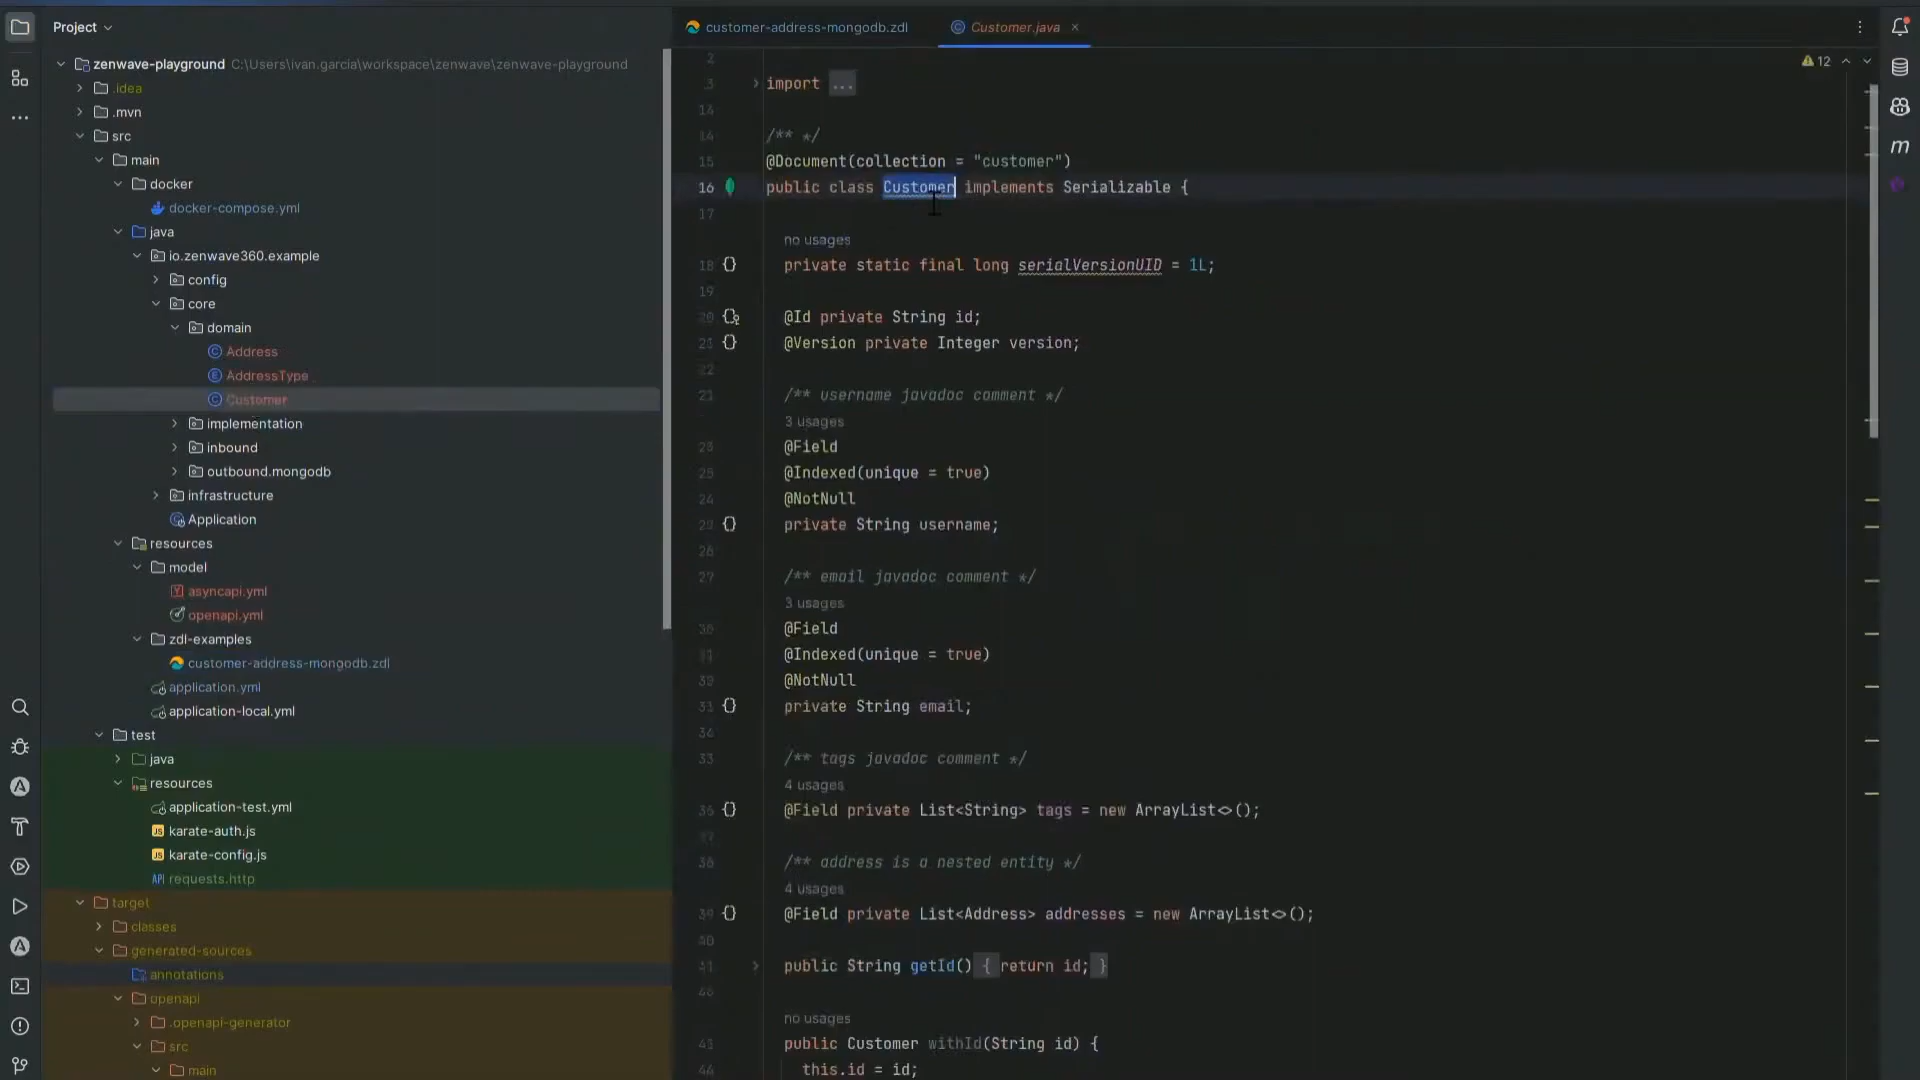 Project
zenwave-playground C:\Users\ivan.garcia\workspace\zenwave\zenwave-playground
.idea
.mvn
src
main
docker
docker-compose.yml
java
io.zenwave360.example
config
core
domain
Address
AddressType
Customer
implementation
inbound
outbound.mongodb
infrastructure
Application
resources
model
asyncapi.yml
openapi.yml
zdl-examples
customer-address-mongodb.zdl
application.yml
application-local.yml
test
java
resources
application-test.yml
karate-auth.js
karate-config.js
requests.http
target
classes
generated-sources
annotations
openapi
.openapi-generator
src
main
customer-address-mongodb.zdl
Customer.java
12
import ...
/** */
15 @Document(collection = "customer")
16 public class Customer implements Serializable {
17
no usages
18 private static final long serialVersionUID = 1L;
19
@Id private String id;
@Version private Integer version;
/** username javadoc comment */
3 usages
@Field
@Indexed(unique = true)
@NotNull
private String username;
/** email javadoc comment */
3 usages
@Field
@Indexed(unique = true)
@NotNull
private String email;
/** tags javadoc comment */
4 usages
@Field private List<String> tags = new ArrayList<>();
/** address is a nested entity */
4 usages
@Field private List<Address> addresses = new ArrayList<>();
public String getId() { return id; }
no usages
public Customer withId(String id) {
this.id = id;